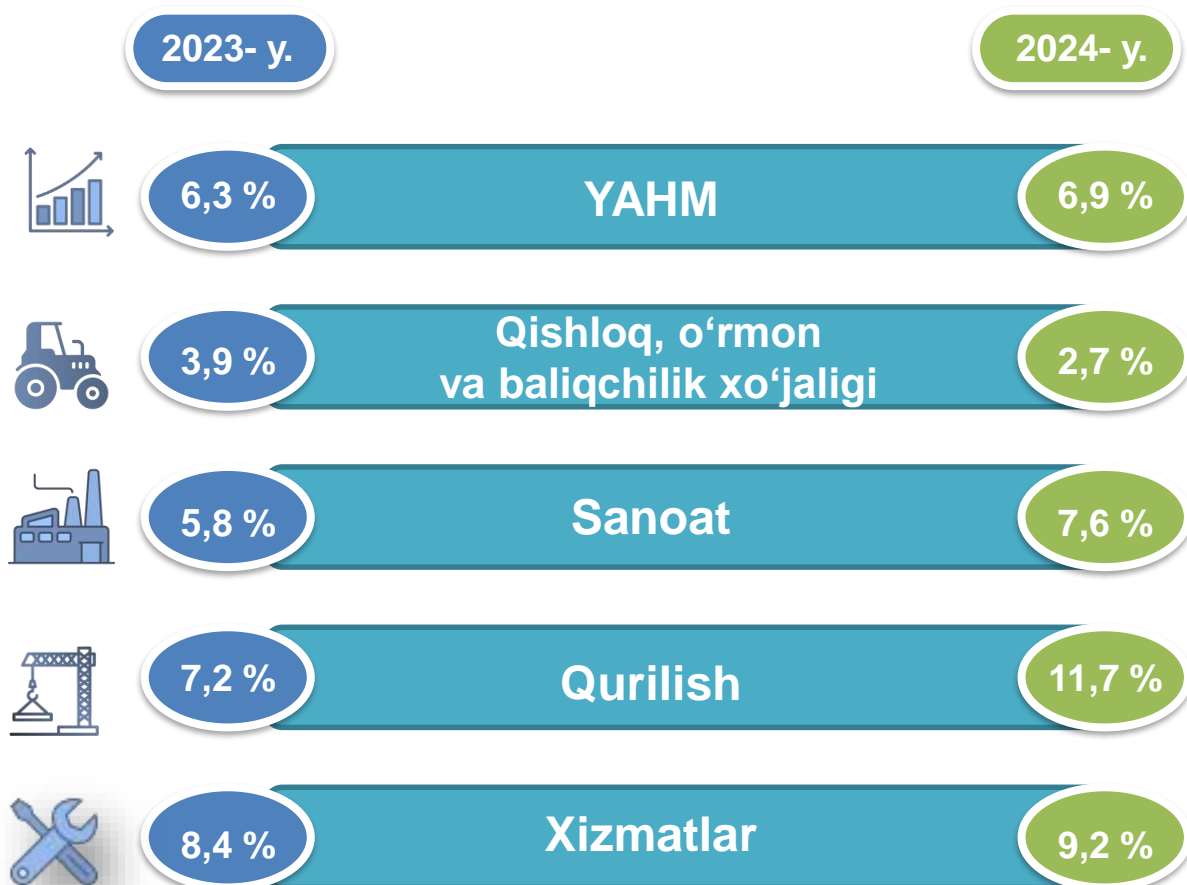 2023- y.
2024- y.
6,3 %
YAHM
6,9 %
3,9 %
Qishloq, o‘rmon
va baliqchilik xo‘jaligi
2,7 %
5,8 %
Sanoat
7,6 %
7,2 %
Qurilish
11,7 %
8,4 %
Xizmatlar
9,2 %